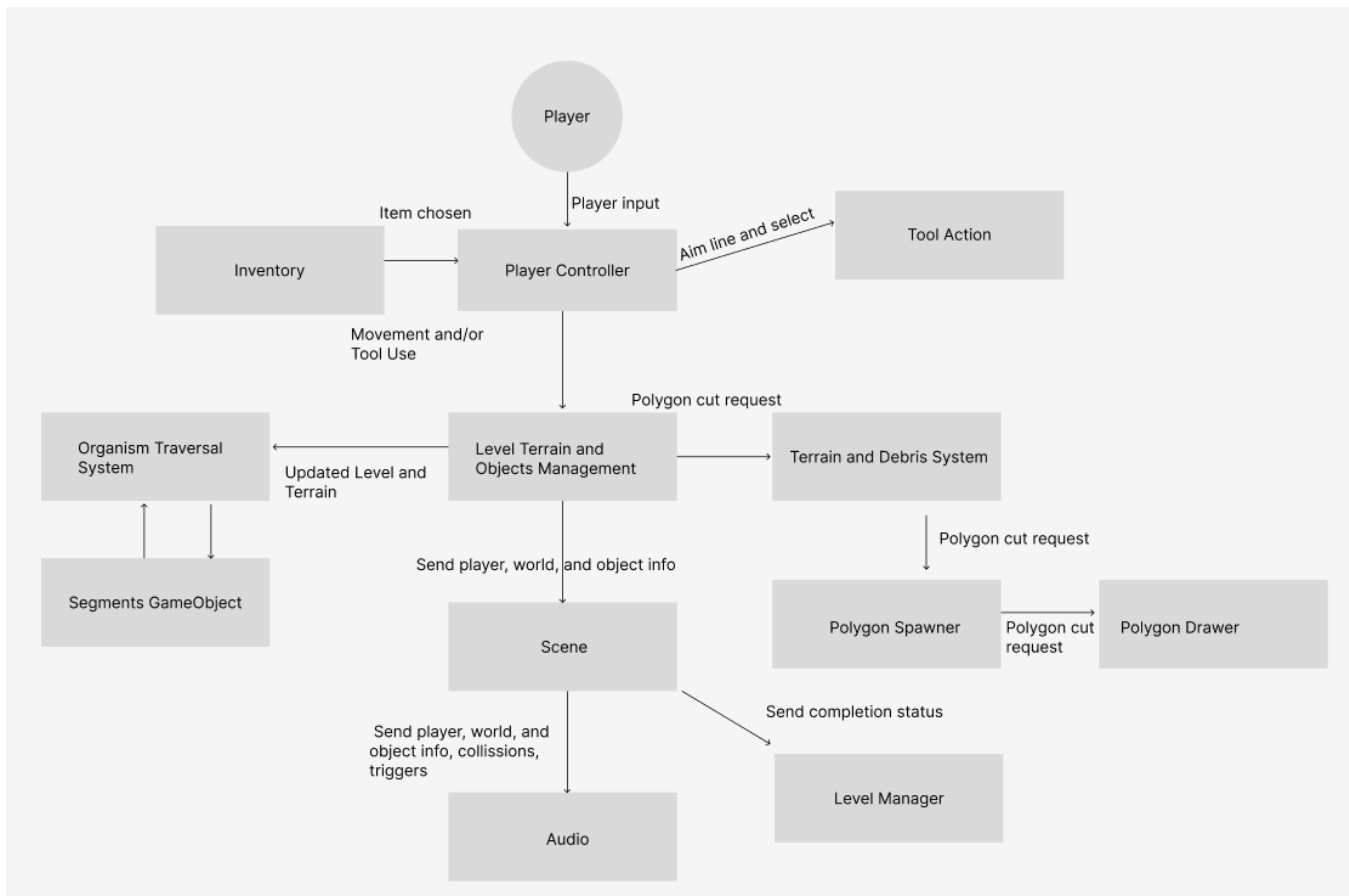 Player
Player input
Item chosen
Aim line and select
Tool Action
Inventory
Player Controller
Movement and/or
Tool Use
Polygon cut request
Organism Traversal
System
Updated Level and
Terrain
Level Terrain and
Objects Management
Terrain and Debris System
Polygon cut request
Send player, world, and object info
Segments GameObject
Polygon Spawner
Polygon cut
request
Polygon Drawer
Scene
Send completion status
Send player, world, and
object info, collissions,
triggers
Level Manager
Audio